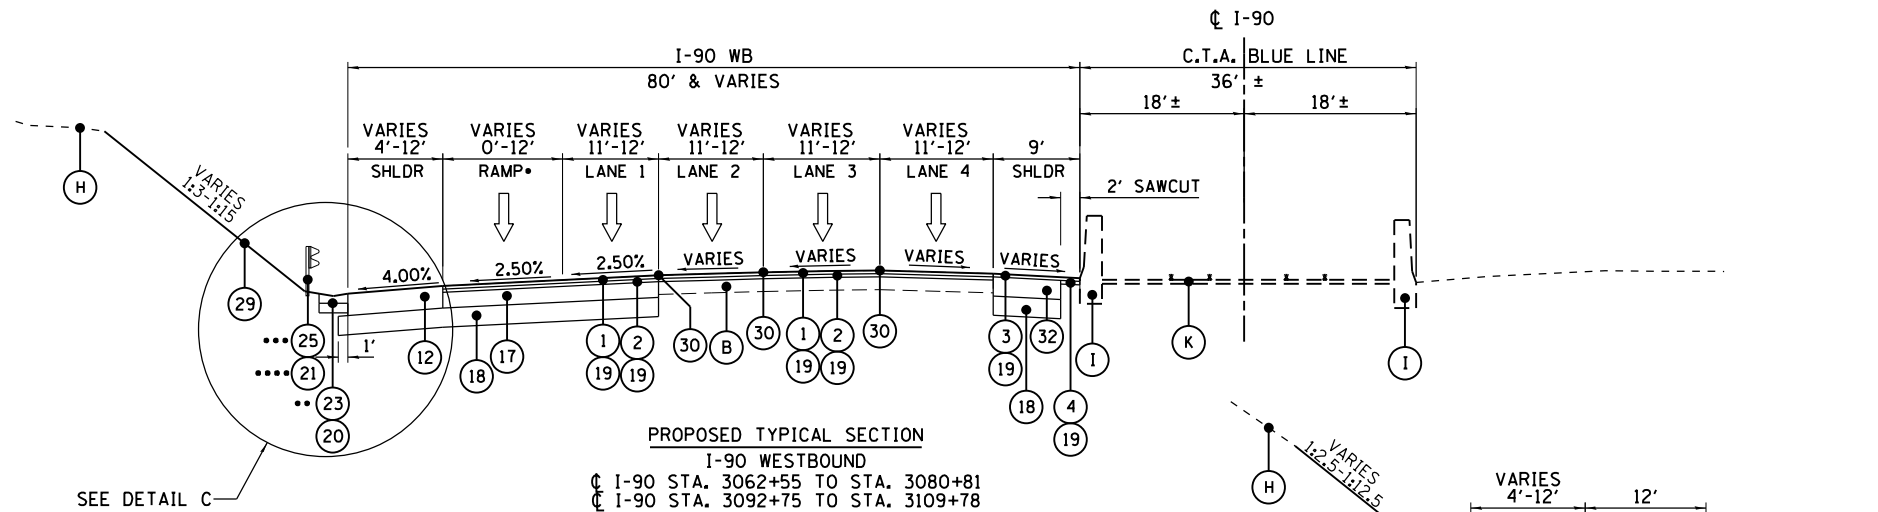 ℄ I-90
I-90 WB
C.T.A. BLUE LINE
80' & VARIES
36' ±
18'±
18'±
VARIES
4'-12'
SHLDR
VARIES
0'-12'
RAMP•
VARIES
11'-12'
LANE 1
VARIES
11'-12'
LANE 2
VARIES
11'-12'
LANE 3
VARIES
11'-12'
LANE 4
9'
SHLDR
2' SAWCUT
H
VARIES
1:3-1:15
4.00%
2.50%
2.50%
VARIES
VARIES
VARIES
VARIES
29
••• 25
•••• 21
•• 23
20
1'
12
18
17
1
19
2
19
30
B
30
1
19
2
19
30
3
19
32
18
4
19
I
K
I
PROPOSED TYPICAL SECTION
I-90 WESTBOUND
℄ I-90 STA. 3062+55 TO STA. 3080+81
℄ I-90 STA. 3092+75 TO STA. 3109+78
SEE DETAIL C
H
VARIES
1:2.5-1:12.5
VARIES
4'-12'
12'